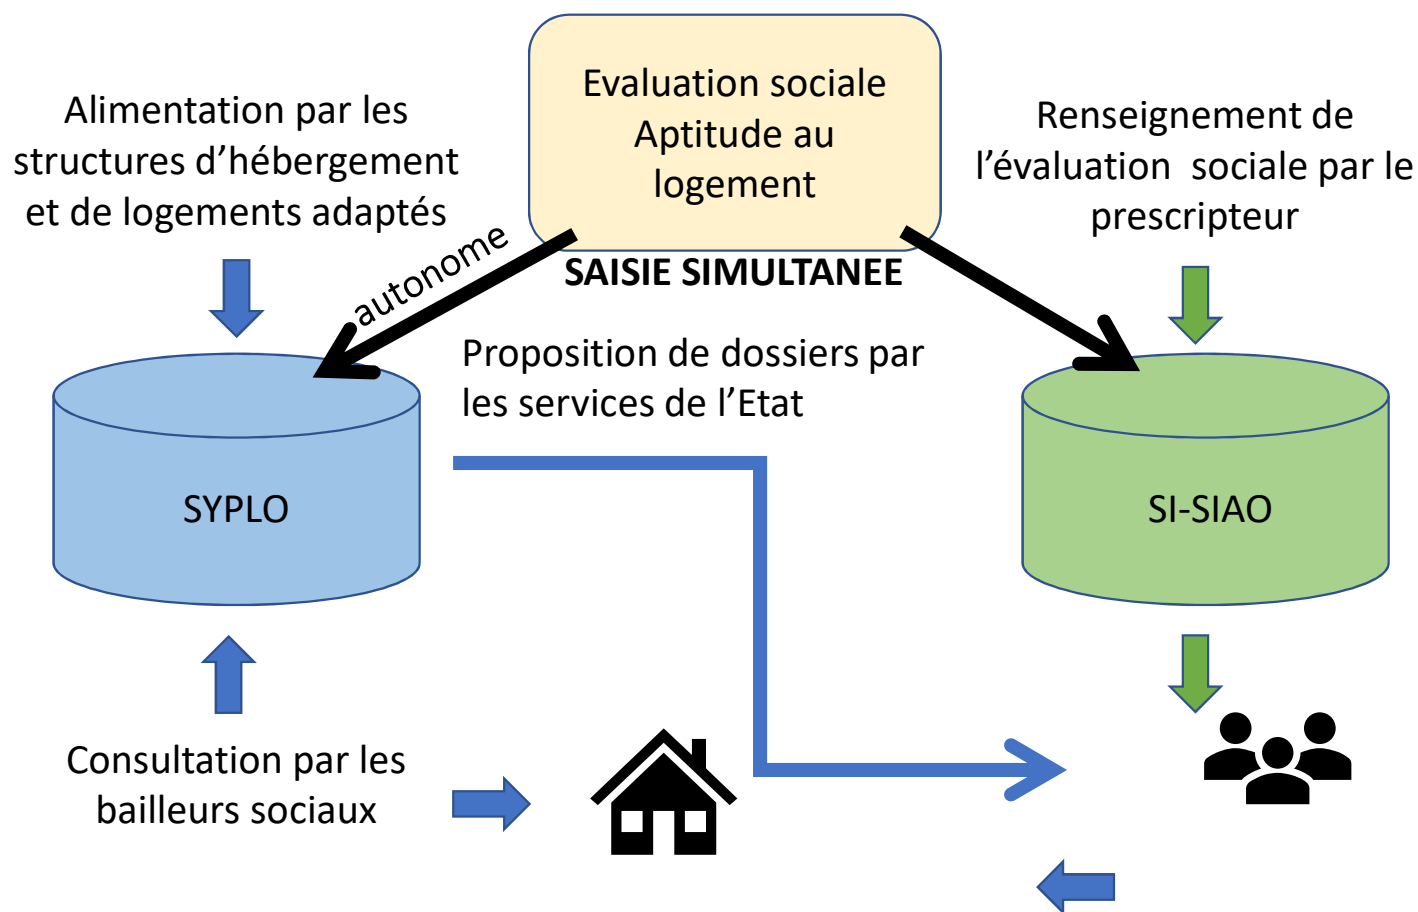 Evaluation sociale
Aptitude au
logement
Alimentation par les
structures d’hébergement
et de logements adaptés
Renseignement de
l’évaluation  sociale par le
prescripteur
autonome
SAISIE SIMULTANEE
Proposition de dossiers par
les services de l’Etat
SYPLO
SI-SIAO
Consultation par les
bailleurs sociaux